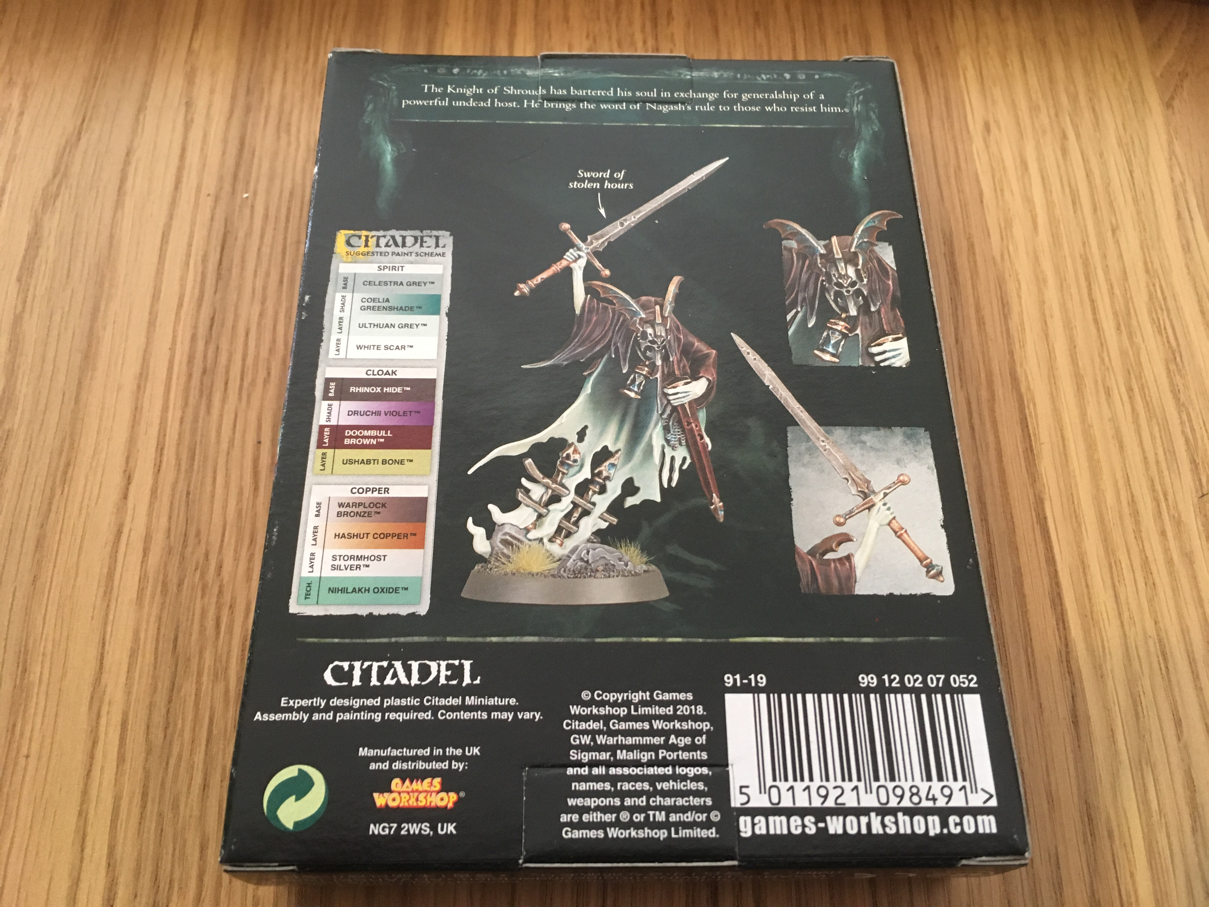 The Knight of Shrouds has bartered his soul in exchange for generalship of a
powerful undead host. He brings the word of Nagash's rule to those who resist him.
Sword of
stolen hours
CITADEL
SUGGESTED PAINT SCHEME
SPIRIT
BASE
CELESTRA GREY™
SHADE
COELIA
GREENSHADE™
LAYER
ULTHUAN GREY™
LAYER
WHITE SCAR™
CLOAK
BASE
RHINOX HIDE™
SHADE
DRUCHII VIOLET™
LAYER
DOOMBULL
BROWN™
LAYER
USHABTI BONE™
COPPER
BASE
WARPLOCK
BRONZE™
LAYER
HASHUT COPPER™
LAYER
STORMHOST
SILVER™
TECH.
NIHILAKH OXIDE™
CITADEL
Expertly designed plastic Citadel Miniature.
Assembly and painting required. Contents may vary.
Manufactured in the UK
and distributed by:
GAMES
WORKSHOP®
NG7 2WS, UK
© Copyright Games
Workshop Limited 2018.
Citadel, Games Workshop,
GW, Warhammer Age of
Sigmar, Malign Portents
and all associated logos,
names, races, vehicles,
weapons and characters
are either ® or TM and/or ©
Games Workshop Limited.
91-19 99 12 02 07 052
5 011921 098491 >
games-workshop.com